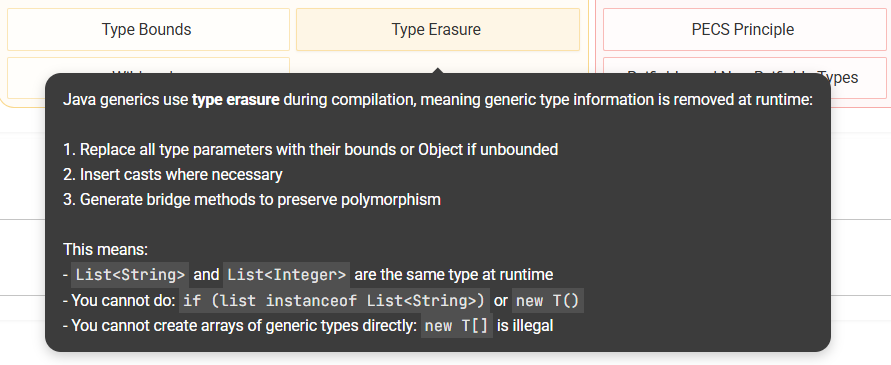 Type Bounds
Type Erasure
PECS Principle
Types
Java generics use type erasure during compilation, meaning generic type information is removed at runtime:
1. Replace all type parameters with their bounds or Object if unbounded
2. Insert casts where necessary
3. Generate bridge methods to preserve polymorphism
This means:
- List<String> and List<Integer> are the same type at runtime
- You cannot do: if (list instanceof List<String>) or new T()
- You cannot create arrays of generic types directly: new T[] is illegal